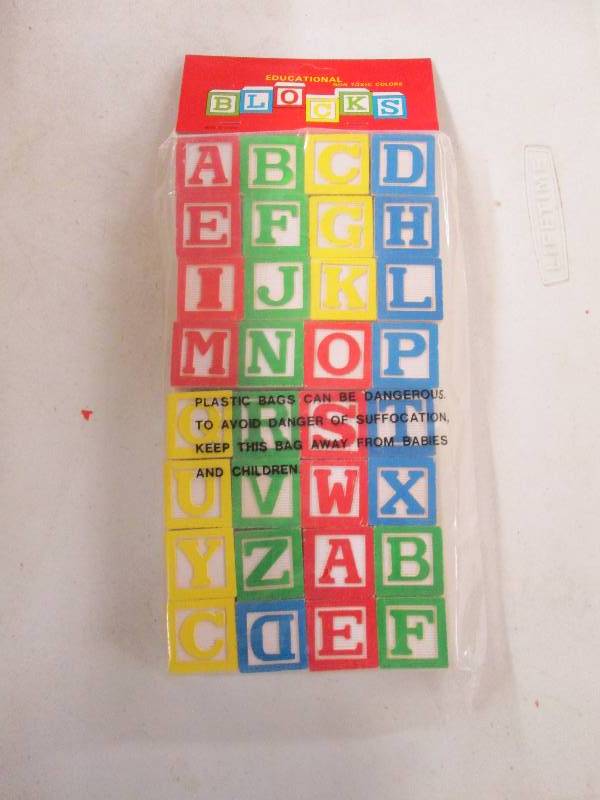 EDUCATIONAL
NON TOXIC COLORS
BLOCKS
A B C D
E F G H
I J K L
M N O P
Q R S T
U V W X
Y Z A B
C D E F
PLASTIC BAGS CAN BE DANGEROUS.
TO AVOID DANGER OF SUFFOCATION,
KEEP THIS BAG AWAY FROM BABIES
AND CHILDREN.
LIFETIME